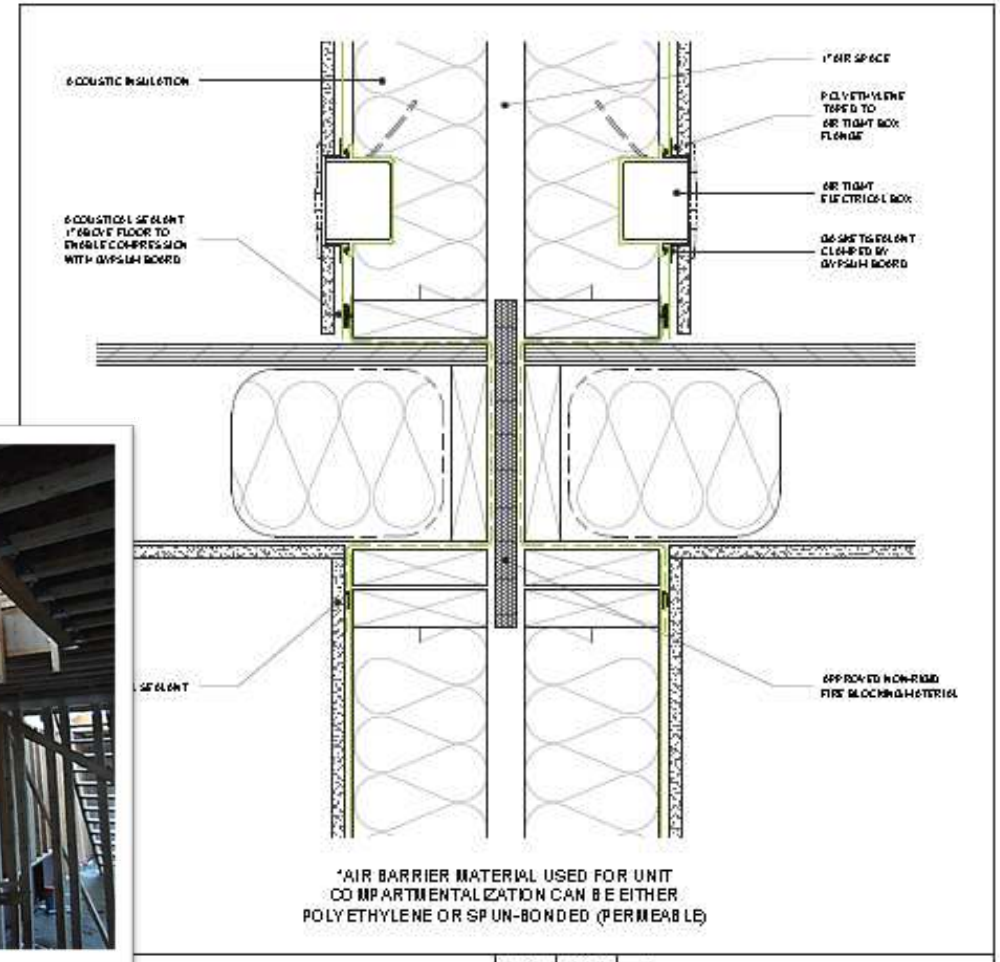 ACOUSTIC INSULATION
1" AIR SPACE
POLYETHYLENE
TAPED TO
AIR TIGHT BOX
FLANGE
AIR TIGHT
ELECTRICAL BOX
ACOUSTICAL SEALANT
1" ABOVE FLOOR TO
ENABLE COMPRESSION
WITH GYPSUM BOARD
GASKET/SEALANT
CLAMPED BY
GYPSUM BOARD
SEALANT
APPROVED NON-RIGID
FIRE BLOCKING MATERIAL
*AIR BARRIER MATERIAL USED FOR UNIT
COMPARTMENTALIZATION CAN BE EITHER
POLYETHYLENE OR SPUN-BONDED (PERMEABLE)